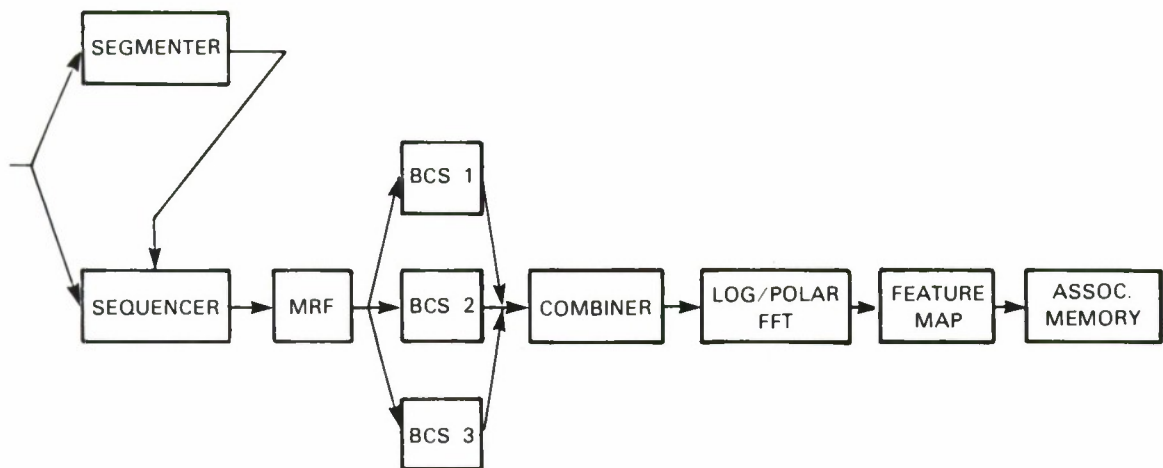 SEGMENTER
SEQUENCER
MRF
BCS 1
BCS 2
BCS 3
COMBINER
LOG/POLAR
FFT
FEATURE
MAP
ASSOC.
MEMORY